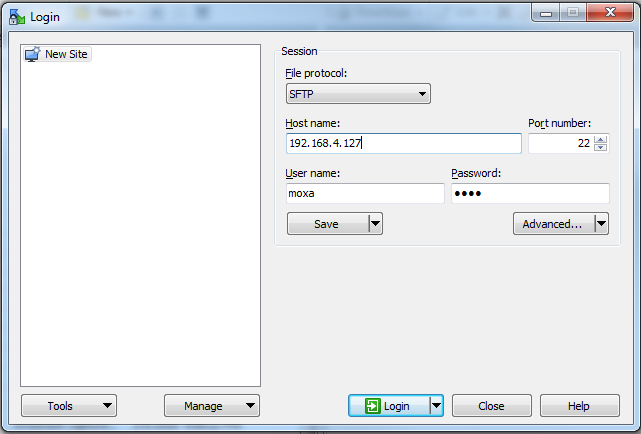 Login
New Site
Session
File protocol:
SFTP
Host name:
Port number:
192.168.4.127
22
User name:
Password:
moxa
●●●●
Save
Advanced...
Tools
Manage
Login
Close
Help